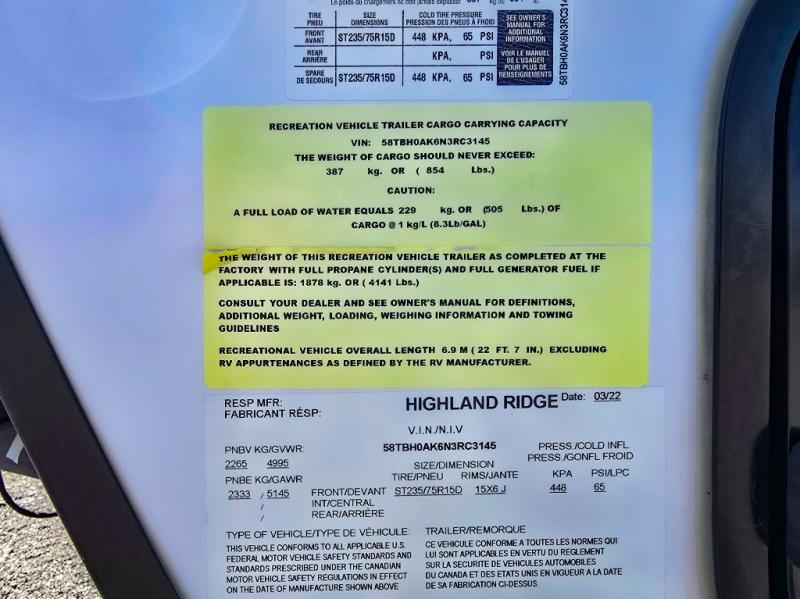 Le poids du chargement ne doit jamais dépasser 387 kg ou
TIRE PNEU SIZE DIMENSIONS COLD TIRE PRESSURE PRESSION DES PNEUS À FROID
FRONT AVANT ST235/75R15D 448 KPA, 65 PSI
REAR ARRIÈRE KPA, PSI
SPARE DE SECOURS ST235/75R15D 448 KPA, 65 PSI
SEE OWNER'S
MANUAL FOR
ADDITIONAL
INFORMATION
VOIR LE MANUEL
DE L'USAGER
POUR PLUS DE
RENSEIGNEMENTS
58TBH0AK6N3RC314
RECREATION VEHICLE TRAILER CARGO CARRYING CAPACITY
VIN: 58TBH0AK6N3RC3145
THE WEIGHT OF CARGO SHOULD NEVER EXCEED:
387 kg. OR ( 854 Lbs.)
CAUTION:
A FULL LOAD OF WATER EQUALS 229 kg. OR (505 Lbs.) OF
CARGO @ 1 kg/L (8.3Lb/GAL)
THE WEIGHT OF THIS RECREATION VEHICLE TRAILER AS COMPLETED AT THE
FACTORY WITH FULL PROPANE CYLINDER(S) AND FULL GENERATOR FUEL IF
APPLICABLE IS: 1878 kg. OR ( 4141 Lbs.)
CONSULT YOUR DEALER AND SEE OWNER'S MANUAL FOR DEFINITIONS,
ADDITIONAL WEIGHT, LOADING, WEIGHING INFORMATION AND TOWING
GUIDELINES
RECREATIONAL VEHICLE OVERALL LENGTH 6.9 M ( 22 FT. 7 IN.) EXCLUDING
RV APPURTENANCES AS DEFINED BY THE RV MANUFACTURER.
RESP MFR:
FABRICANT RÉSP:
HIGHLAND RIDGE Date: 03/22
V.I.N./N.I.V
58TBH0AK6N3RC3145
PNBV KG/GVWR:
2265 4995
PNBE KG/GAWR
2333 / 5145
/
/
SIZE/DIMENSION
TIRE/PNEU RIMS/JANTE
PRESS./COLD INFL.
PRESS./GONFL FROID
KPA PSI/LPC
FRONT/DEVANT ST235/75R15D 15X6 J 448 65
INT/CENTRAL
REAR/ARRIÈRE
TYPE OF VEHICLE/TYPE DE VÉHICULE: TRAILER/REMORQUE
THIS VEHICLE CONFORMS TO ALL APPLICABLE U.S.
FEDERAL MOTOR VEHICLE SAFETY STANDARDS AND
STANDARDS PRESCRIBED UNDER THE CANADIAN
MOTOR VEHICLE SAFETY REGULATIONS IN EFFECT
ON THE DATE OF MANUFACTURE SHOWN ABOVE
CE VEHICULE CONFORME A TOUTES LES NORMES QUI
LUI SONT APPLICABLES EN VERTU DU REGLEMENT
SUR LA SECURITE DE VEHICULES AUTOMOBILES
DU CANADA ET DES ETATS UNIS EN VIGUEUR A LA DATE
DE SA FABRICATION CI-DESSUS.